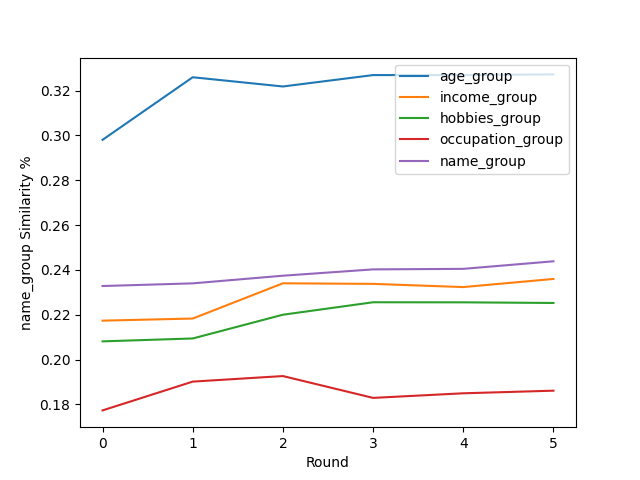 age_group
income_group
hobbies_group
occupation_group
name_group
name_group Similarity %
0.32
0.30
0.28
0.26
0.24
0.22
0.20
0.18
0 1 2 3 4 5
Round